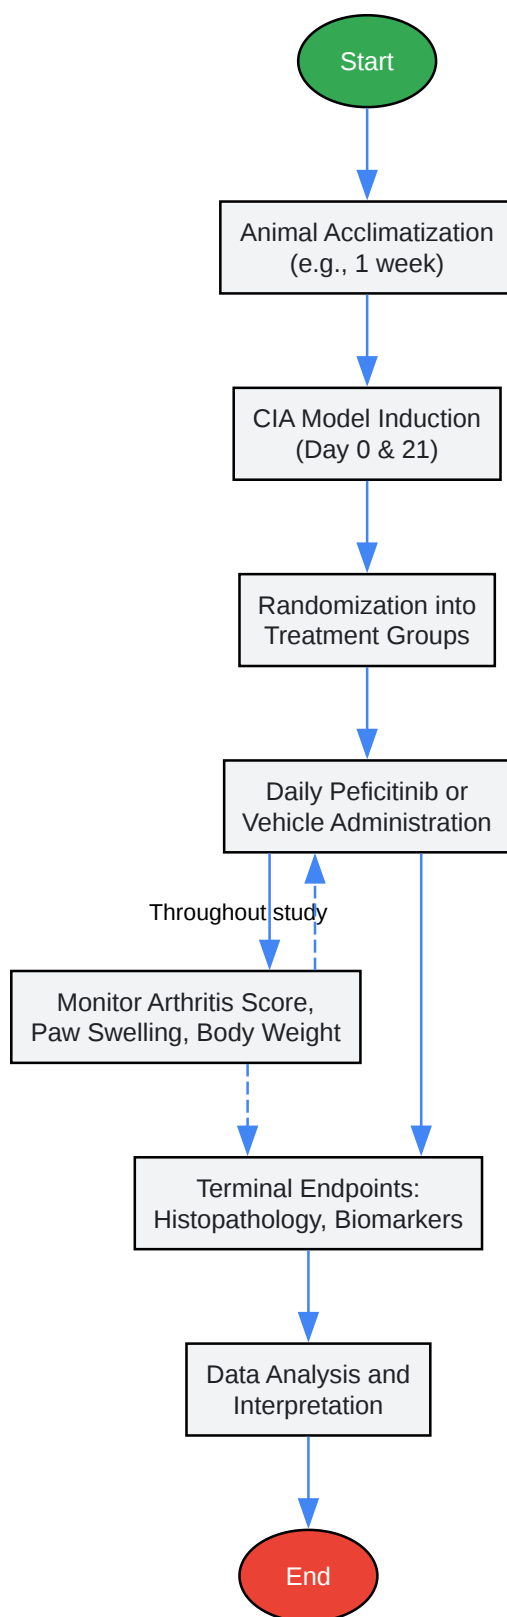 Start
Animal Acclimatization
(e.g., 1 week)
CIA Model Induction
(Day 0 & 21)
Randomization into
Treatment Groups
Daily Peficitinib or
Vehicle Administration
Throughout study
Monitor Arthritis Score,
Paw Swelling, Body Weight
Terminal Endpoints:
Histopathology, Biomarkers
Data Analysis and
Interpretation
End